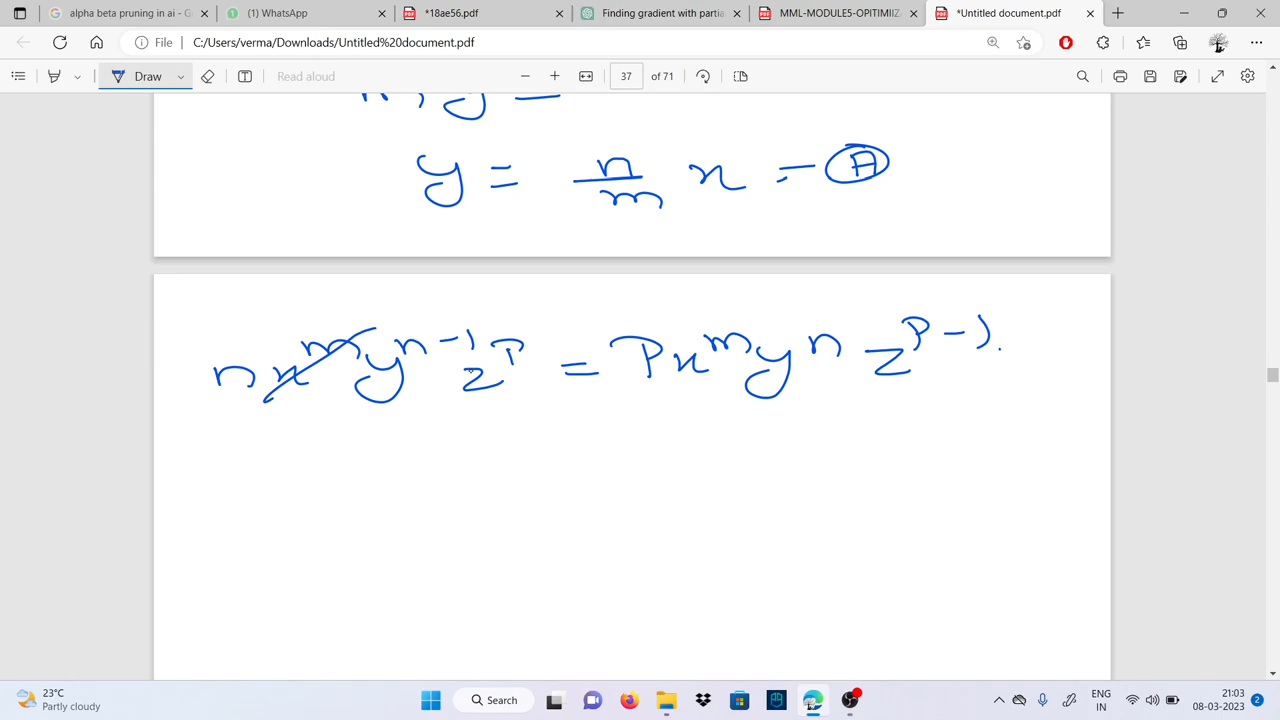 alpha beta pruning in ai - G
(1) WhatsApp
*18ae56.pdf
Finding gradient with partia
MML-MODULE5-OPITIMIIZA
*Untitled document.pdf
File
C:/Users/verma/Downloads/Untitled%20document.pdf
Draw
Read aloud
37 of 71
y = n/m x = - A
n x^m y^(n-1) z^p = P x^m y^n z^(p-1).
23°C
Partly cloudy
Search
ENG
IN
21:03
08-03-2023
2